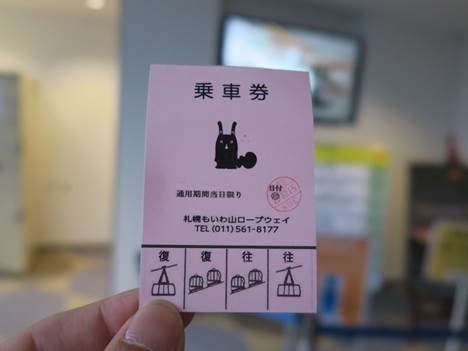 乗車券
通用期間当日限り
日付
札幌もいわ山ロープウェイ
TEL (011) 561-8177
復 復 往 往